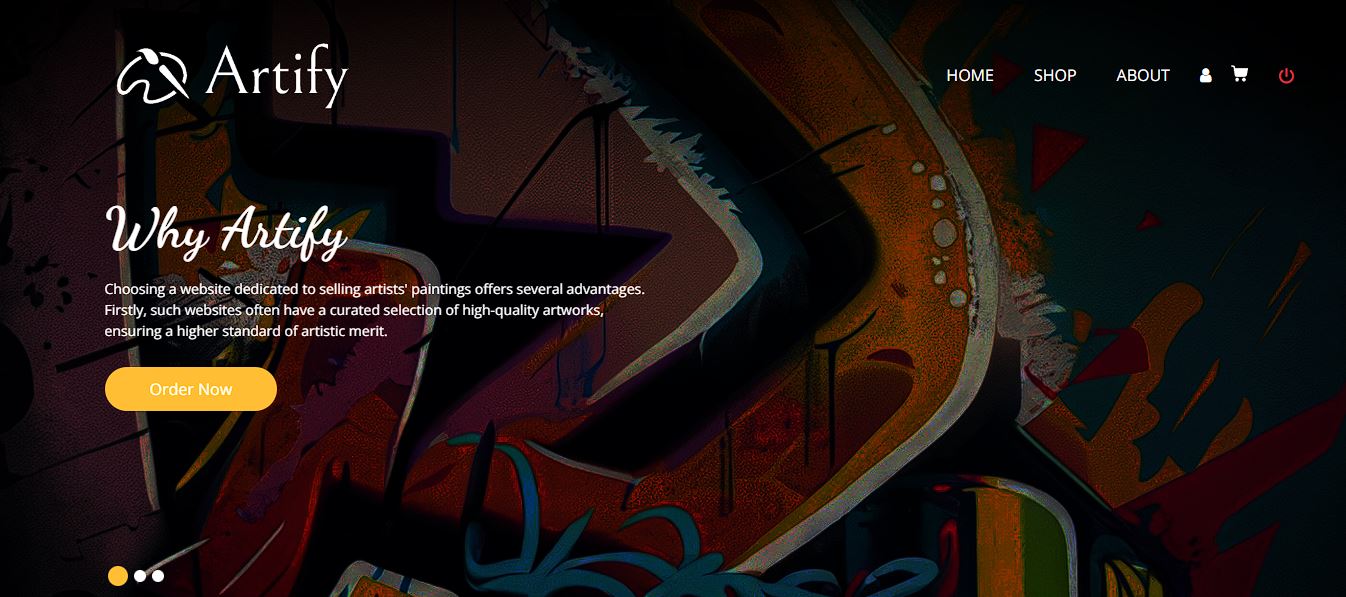 Artify
HOME SHOP ABOUT
Why Artify
Choosing a website dedicated to selling artists' paintings offers several advantages.
Firstly, such websites often have a curated selection of high-quality artworks,
ensuring a higher standard of artistic merit.
Order Now